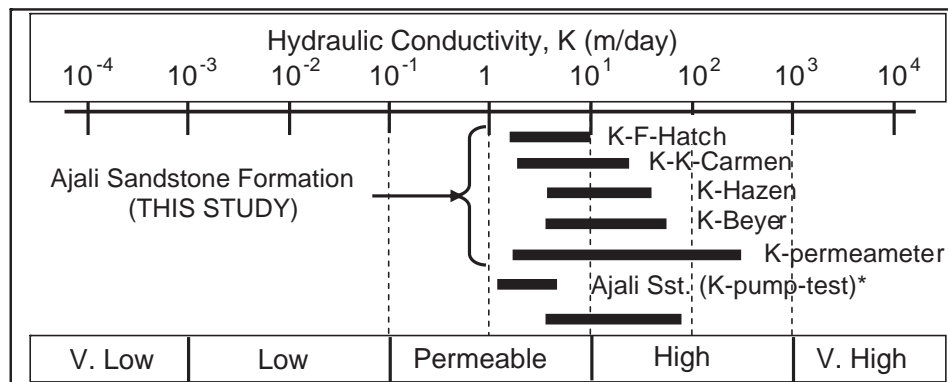 Hydraulic Conductivity, K (m/day)
10⁻⁴ 10⁻³ 10⁻² 10⁻¹ 1 10¹ 10² 10³ 10⁴
K-F-Hatch
K-K-Carmen
Ajali Sandstone Formation
(THIS STUDY)
K-Hazen
K-Beyer
K-permeameter
Ajali Sst. (K-pump-test)*
V. Low Low Permeable High V. High